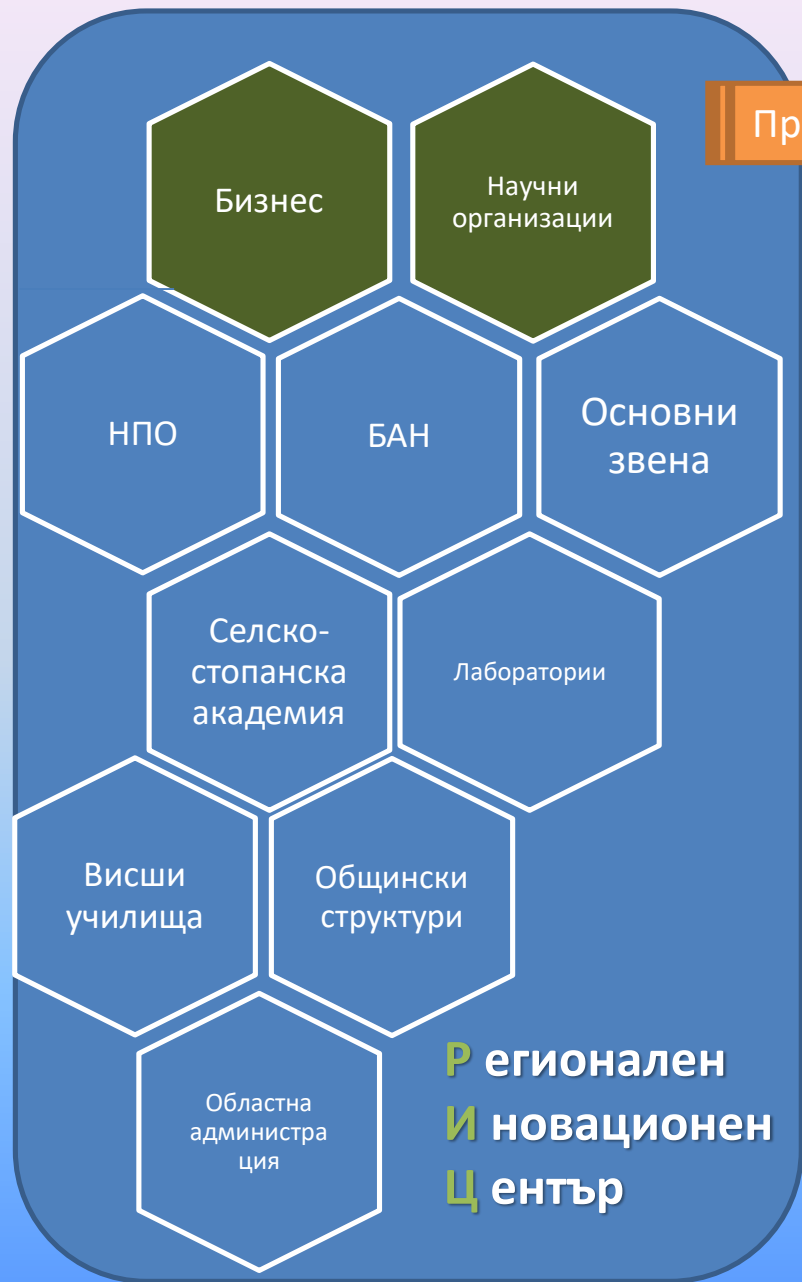 Бизнес
Научни
организации
НПО
БАН
Основни
звена
Селско-
стопанска
академия
Лаборатории
Висши
училища
Общински
структури
Областна
администра
ция
Р егионален
И новационен
Ц ентър